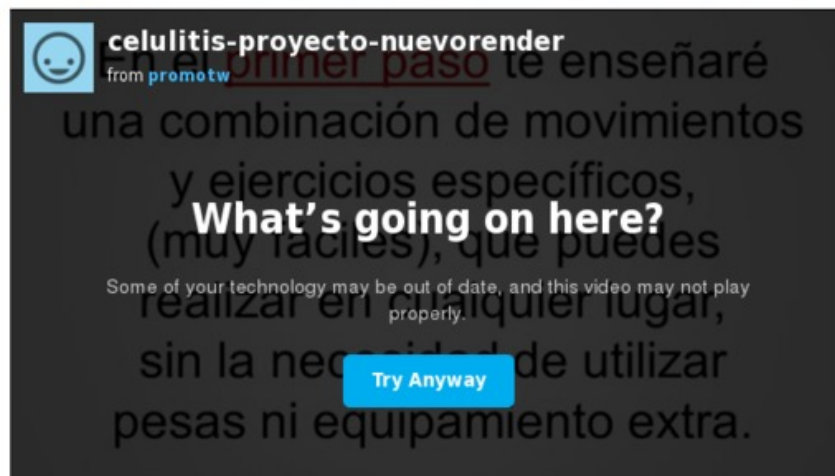 celulitis-proyecto-nuevorender
from promotw
En el primer paso te enseñaré
una combinación de movimientos
y ejercicios específicos,
What's going on here?
(muy fáciles), que puedes
Some of your technology may be out of date, and this video may not play
properly.
realizar en cualquier lugar,
sin la necesidad de utilizar
Try Anyway
pesas ni equipamiento extra.